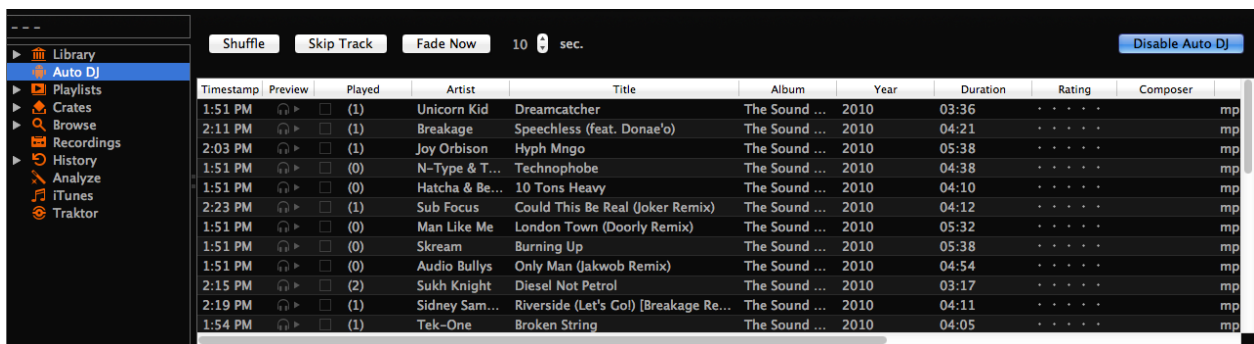 - - -
Library
Auto DJ
Playlists
Crates
Browse
Recordings
History
Analyze
iTunes
Traktor
Shuffle Skip Track Fade Now 10 sec. Disable Auto DJ
Timestamp Preview Played Artist Title Album Year Duration Rating Composer
1:51 PM (1) Unicorn Kid Dreamcatcher The Sound ... 2010 03:36 mp
2:11 PM (1) Breakage Speechless (feat. Donae'o) The Sound ... 2010 04:21 mp
2:03 PM (1) Joy Orbison Hyph Mngo The Sound ... 2010 05:38 mp
1:51 PM (0) N-Type & T... Technophobe The Sound ... 2010 04:38 mp
1:51 PM (0) Hatcha & Be... 10 Tons Heavy The Sound ... 2010 04:10 mp
2:23 PM (1) Sub Focus Could This Be Real (Joker Remix) The Sound ... 2010 04:12 mp
1:51 PM (0) Man Like Me London Town (Doorly Remix) The Sound ... 2010 05:32 mp
1:51 PM (0) Skream Burning Up The Sound ... 2010 05:38 mp
1:51 PM (0) Audio Bullys Only Man (Jakwob Remix) The Sound ... 2010 04:54 mp
2:15 PM (2) Sukh Knight Diesel Not Petrol The Sound ... 2010 03:17 mp
2:19 PM (1) Sidney Sam... Riverside (Let's Go!) [Breakage Re... The Sound ... 2010 04:11 mp
1:54 PM (1) Tek-One Broken String The Sound ... 2010 04:05 mp